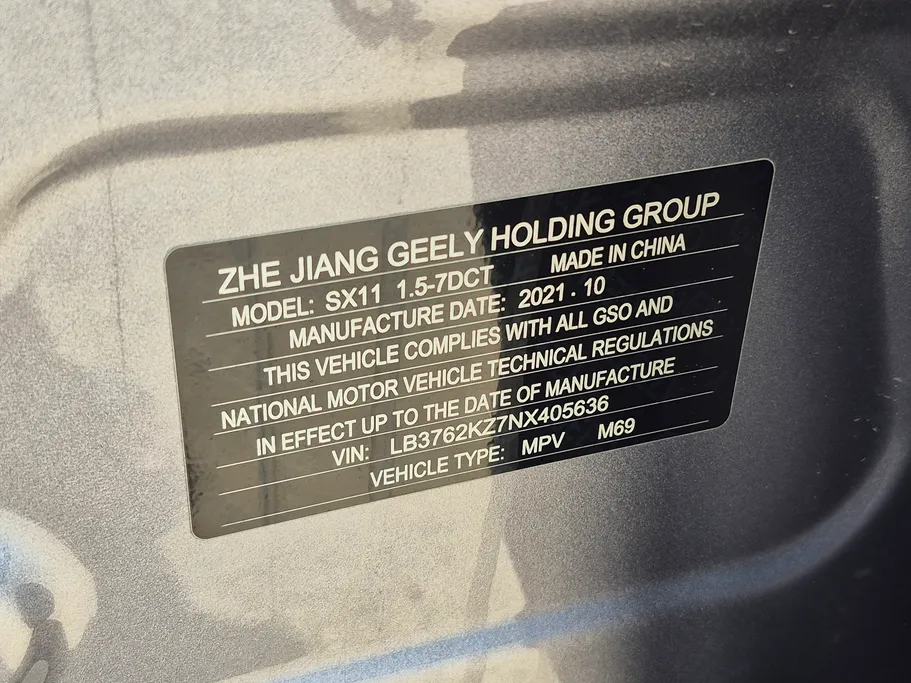 ZHE JIANG GEELY HOLDING GROUP
MODEL: SX11 1.5-7DCT MADE IN CHINA
MANUFACTURE DATE: 2021 · 10
THIS VEHICLE COMPLIES WITH ALL GSO AND
NATIONAL MOTOR VEHICLE TECHNICAL REGULATIONS
IN EFFECT UP TO THE DATE OF MANUFACTURE
VIN: LB3762KZ7NX405636
VEHICLE TYPE: MPV M69